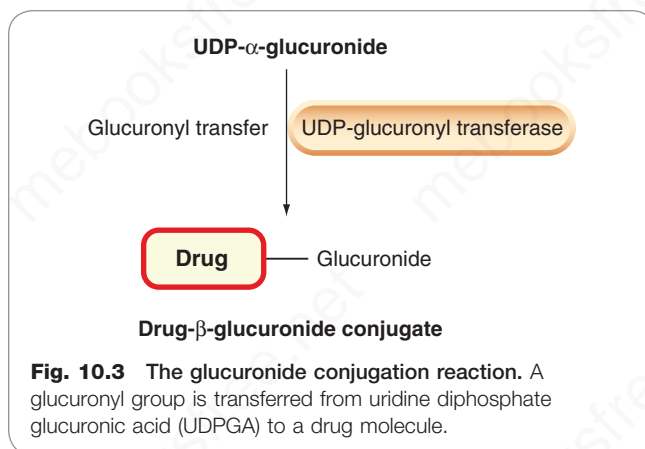 UDP-α-glucuronide
Glucuronyl transfer
UDP-glucuronyl transferase
Drug
Glucuronide
Drug-β-glucuronide conjugate
Fig. 10.3 The glucuronide conjugation reaction. A
glucuronyl group is transferred from uridine diphosphate
glucuronic acid (UDPGA) to a drug molecule.